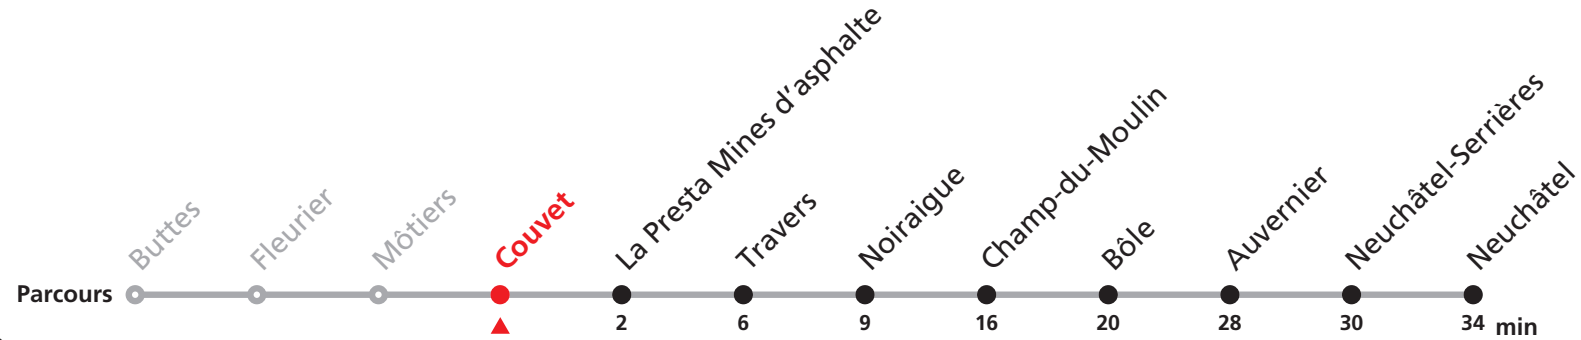 Buttes
Fleurier
Môtiers
Couvet
La Presta Mines d'asphalte
Travers
Noiraigue
Champ-du-Moulin
Bôle
Auvernier
Neuchâtel-Serrières
Neuchâtel
Parcours
2 6 9 16 20 28 30 34 min